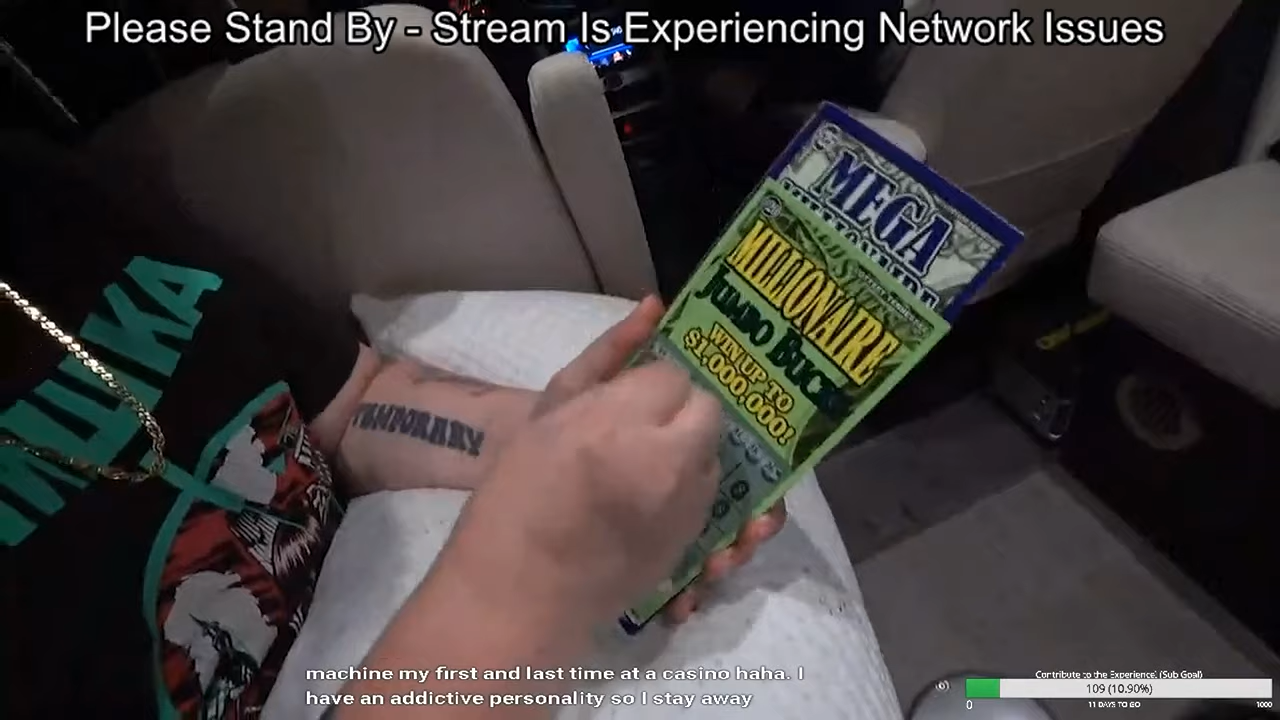 Please Stand By - Stream Is Experiencing Network Issues
MEGA
MILLIONAIRE
JUMBO BUCKS
WIN UP TO
$1,000,000!
MISHKA
TEMPORARY
machine my first and last time at a casino haha. I
have an addictive personality so I stay away
Contribute to the Experience. (Sub Goal)
109 (10.90%)
0
11 DAYS TO GO
1000